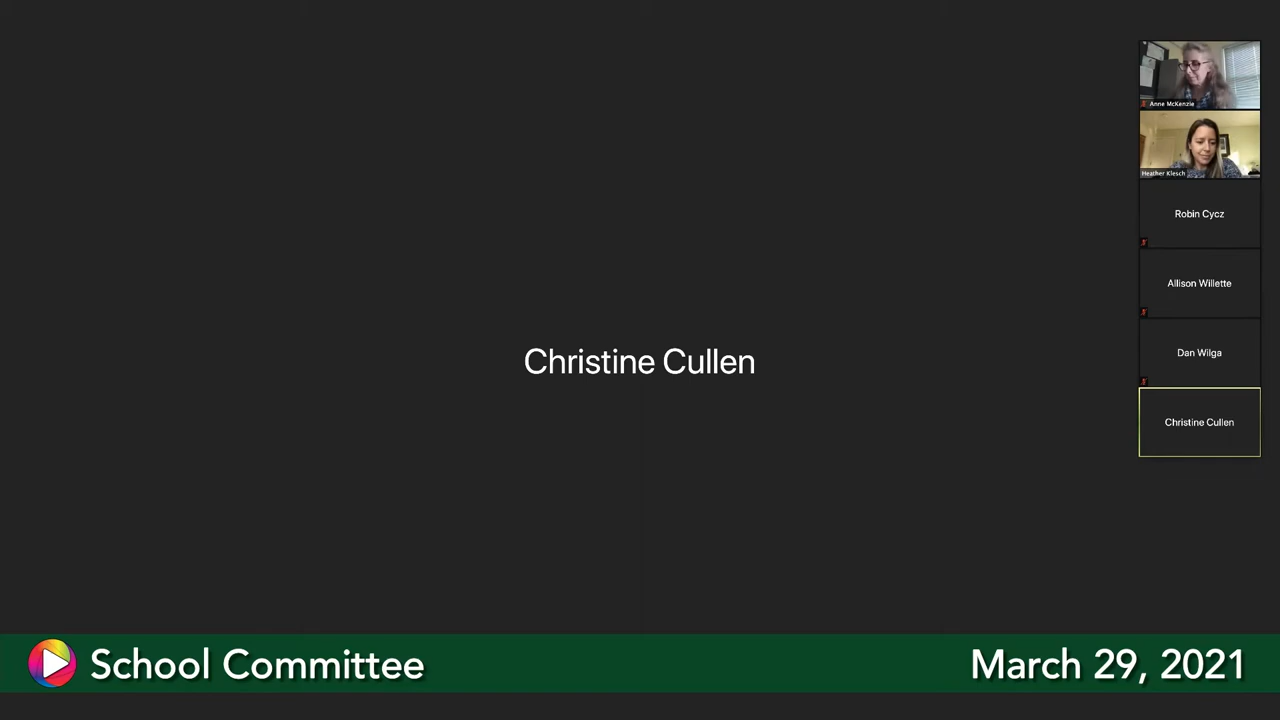 Anne McKenzie
Heather Klesch
Robin Cycz
Allison Willette
Dan Wilga
Christine Cullen
Christine Cullen
School Committee
March 29, 2021